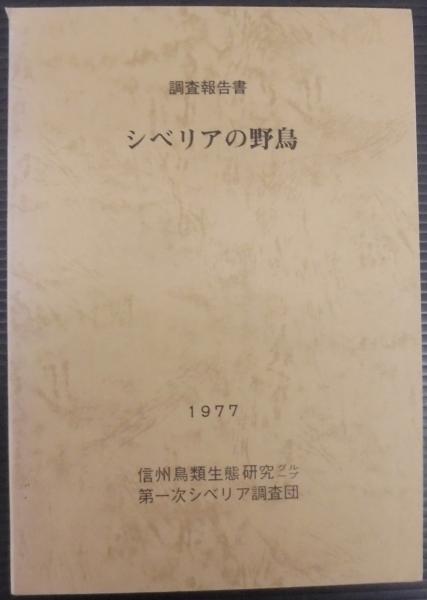 調査報告書
シベリアの野鳥
1977
信州鳥類生態研究グループ
第一次シベリア調査団